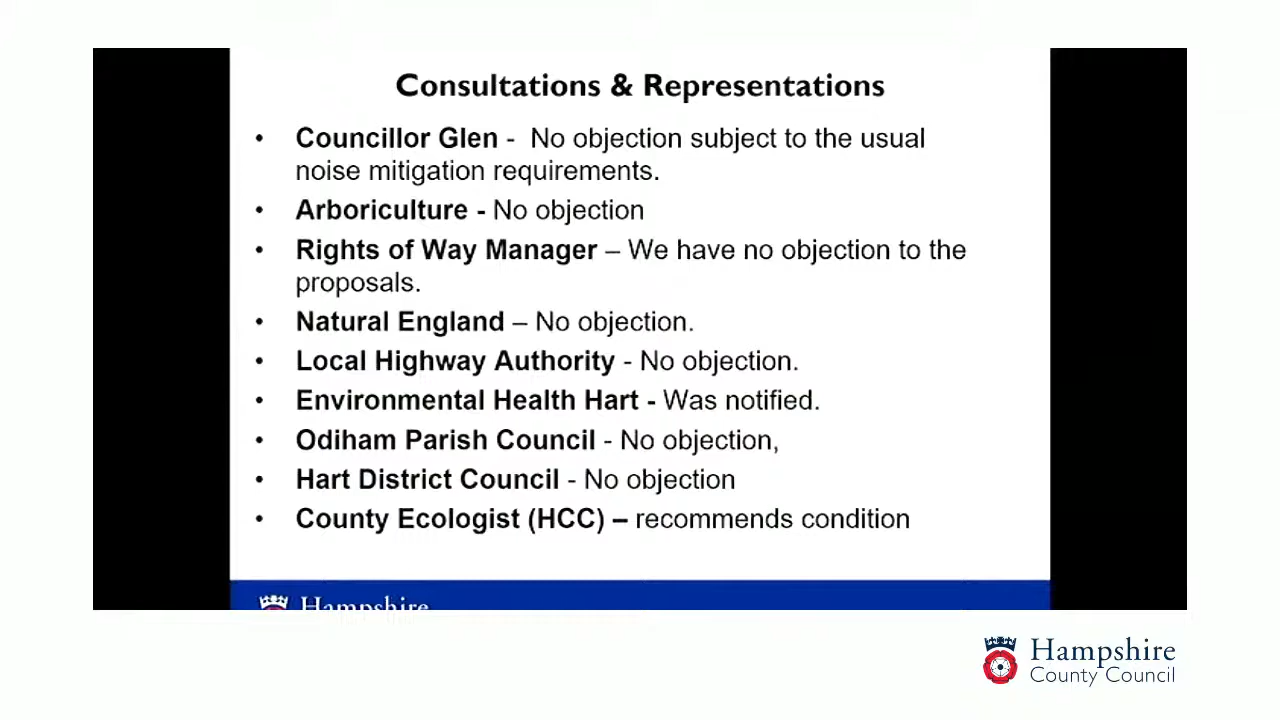 Consultations & Representations
• Councillor Glen - No objection subject to the usual
noise mitigation requirements.
• Arboriculture - No objection
• Rights of Way Manager – We have no objection to the
proposals.
• Natural England – No objection.
• Local Highway Authority - No objection.
• Environmental Health Hart - Was notified.
• Odiham Parish Council - No objection,
• Hart District Council - No objection
• County Ecologist (HCC) – recommends condition
Hampshire
Hampshire
County Council